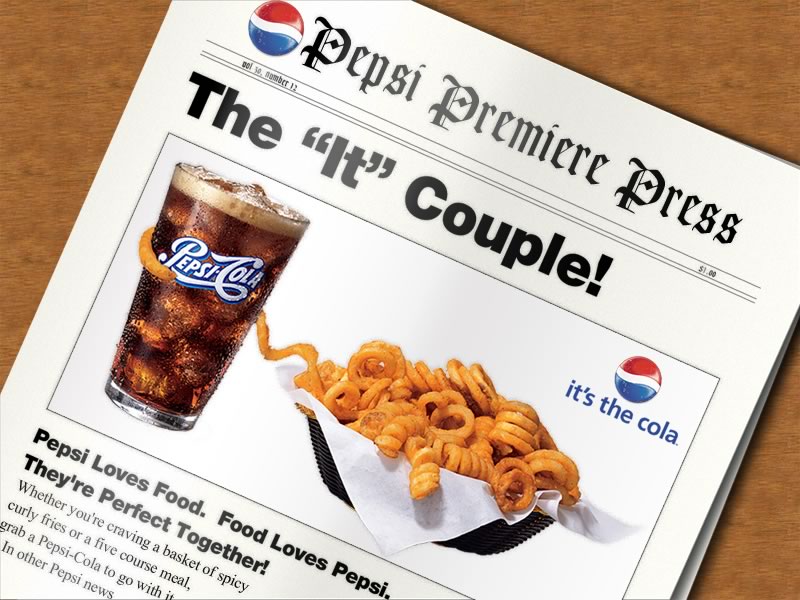 Pepsi Premiere Press
vol 50, number 12
$1.00
The “It” Couple!
PEPSI-COLA
it's the cola.
Pepsi Loves Food. Food Loves Pepsi.
They're Perfect Together!
Whether you're craving a basket of spicy
curly fries or a five course meal,
grab a Pepsi-Cola to go with it.
In other Pepsi news